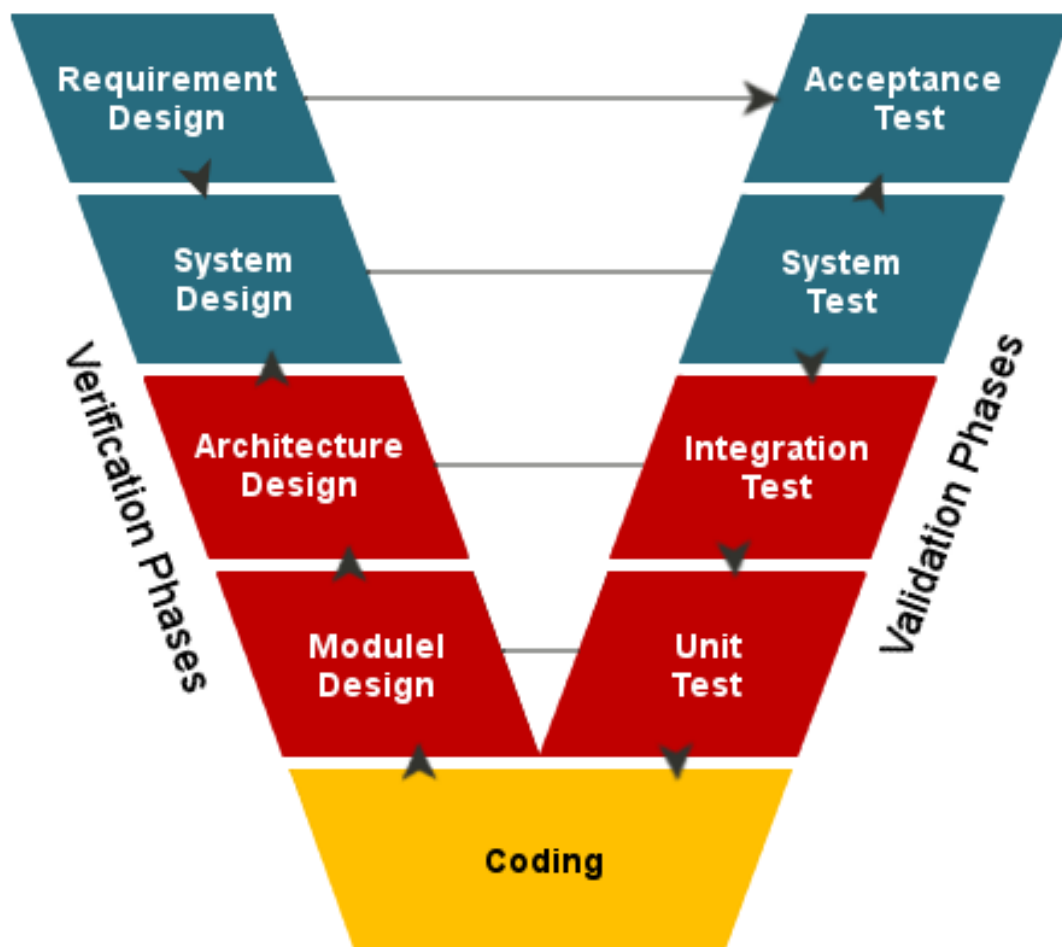 Requirement
Design
Acceptance
Test
System
Design
System
Test
Verification Phases
Validation Phases
Architecture
Design
Integration
Test
Modulel
Design
Unit
Test
Coding